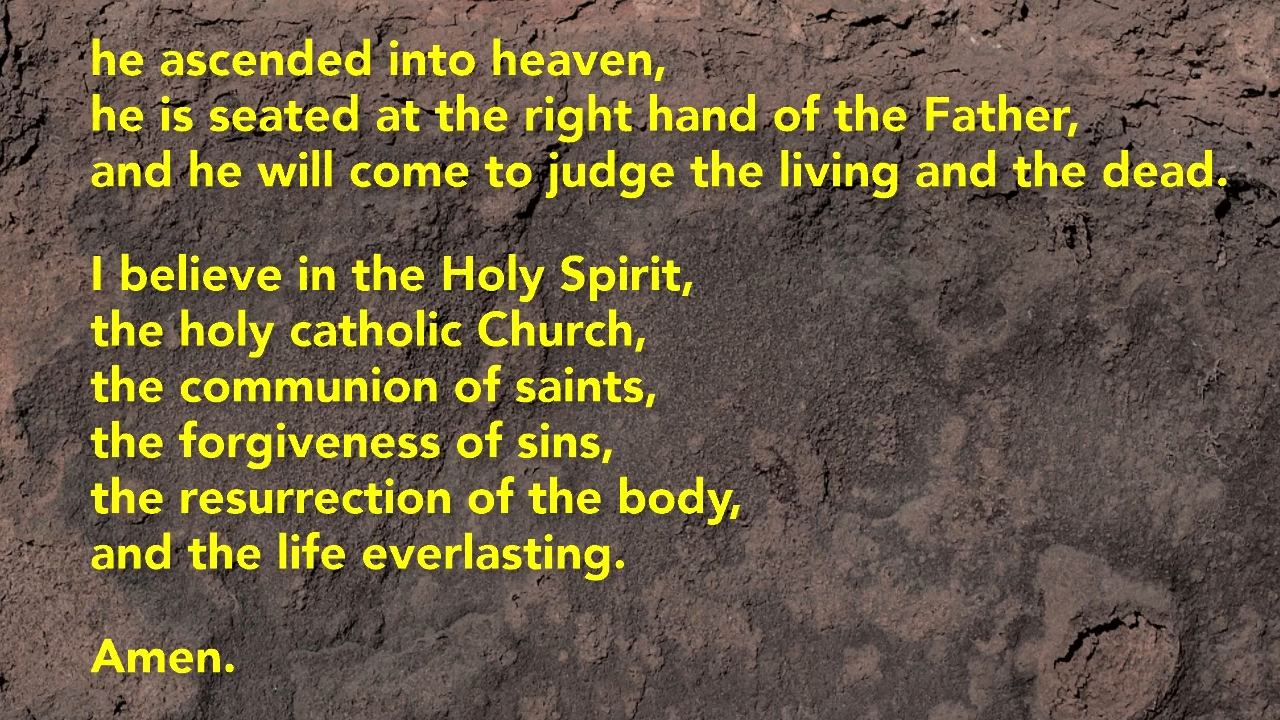 he ascended into heaven,
he is seated at the right hand of the Father,
and he will come to judge the living and the dead.
I believe in the Holy Spirit,
the holy catholic Church,
the communion of saints,
the forgiveness of sins,
the resurrection of the body,
and the life everlasting.
Amen.